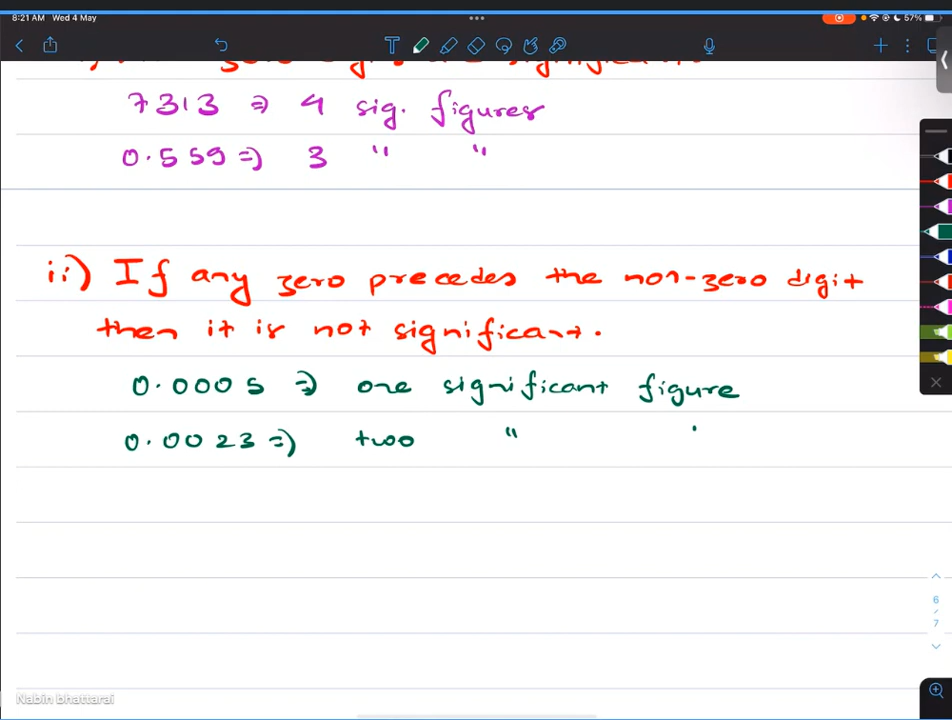 8:21 AM Wed 4 May
57%
7313 ⇒ 4 sig. figures
0.559 ⇒ 3 " "
ii) If any zero precedes the non-zero digit
then it is not significant.
0.0005 ⇒ one significant figure
0.0023 ⇒ two " '
6
/
7
Nabin bhattarai